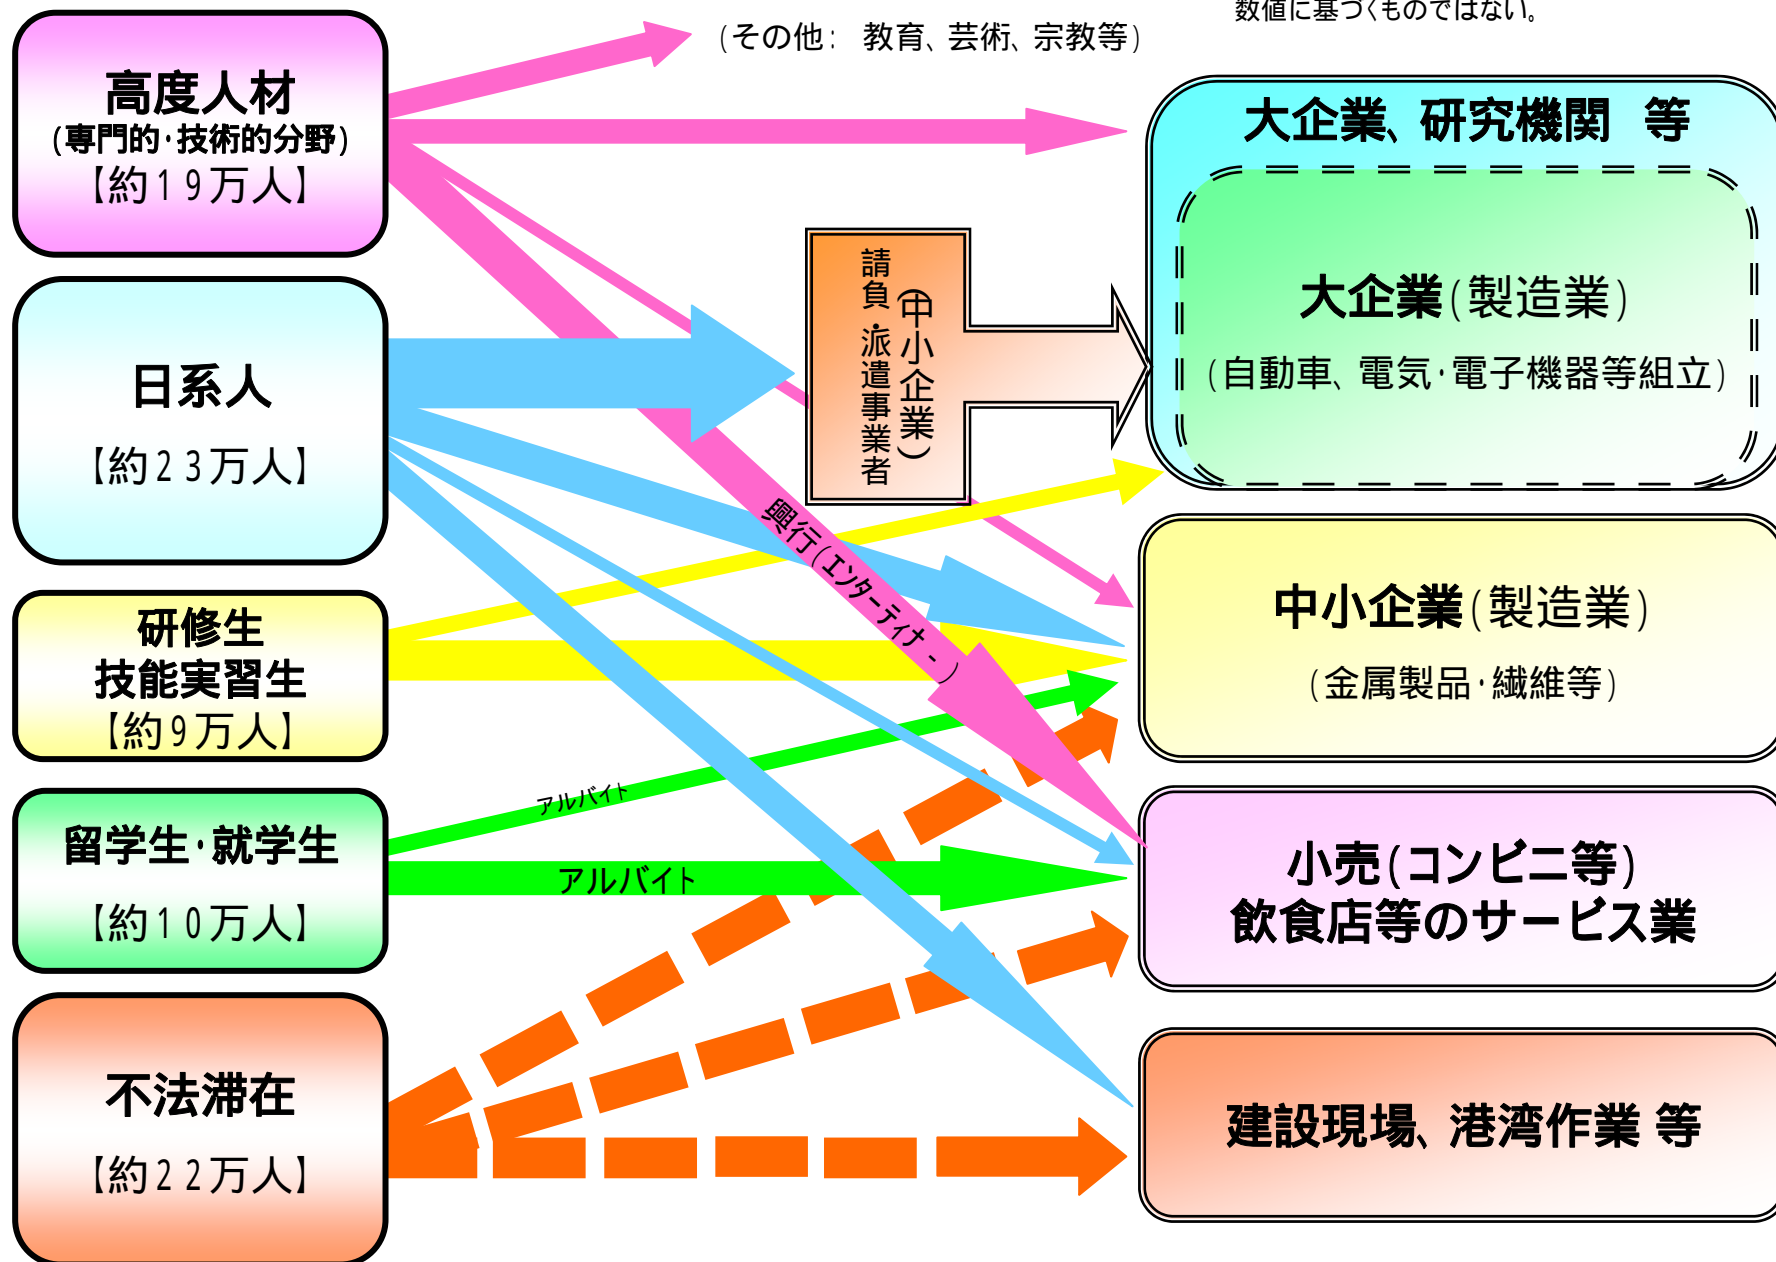 数値に基づくものではない。
(その他： 教育、芸術、宗教等)
高度人材
(専門的･技術的分野)
【約１９万人】
日系人
【約２３万人】
研修生
技能実習生
【約９万人】
留学生･就学生
【約１０万人】
不法滞在
【約２２万人】
請負･派遣事業者
(中小企業)
興行(エンターティナー)
アルバイト
アルバイト
大企業、研究機関　等
大企業(製造業)
(自動車、電気･電子機器等組立)
中小企業(製造業)
(金属製品･繊維等)
小売(コンビニ等)
飲食店等のサービス業
建設現場、港湾作業 等